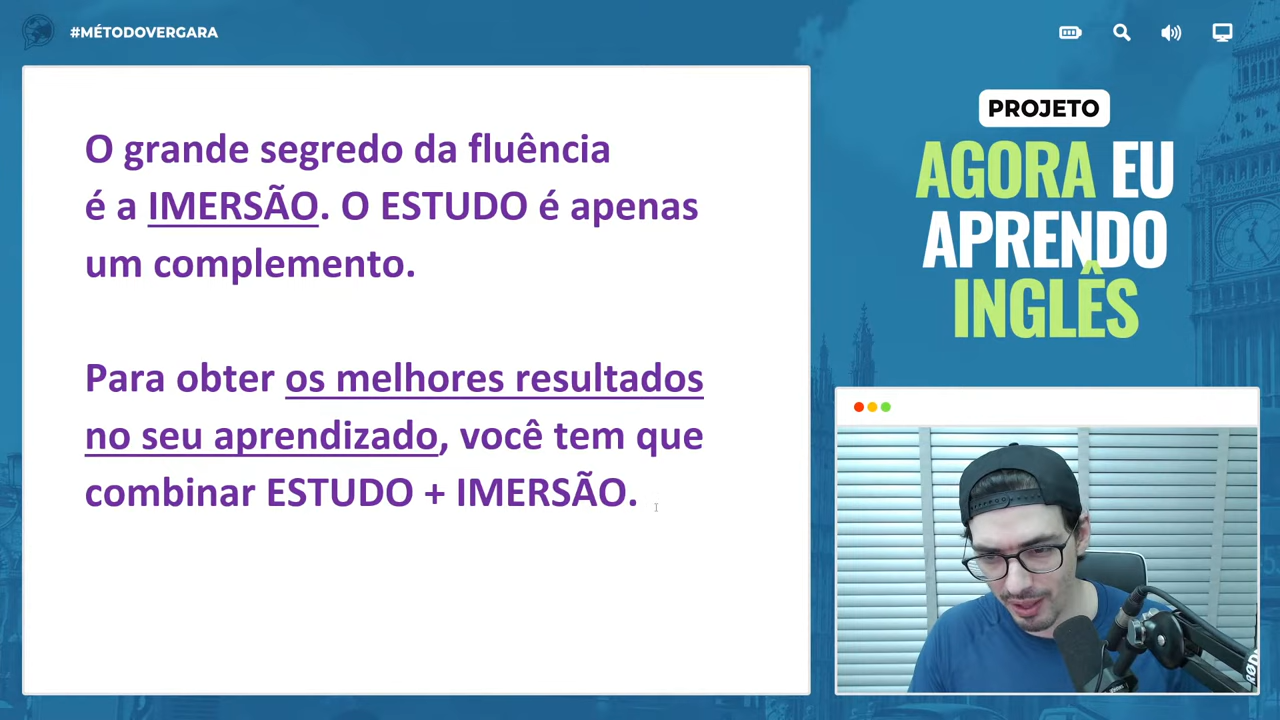 #MÉTODOVERGARA
O grande segredo da fluência
é a IMERSÃO. O ESTUDO é apenas
um complemento.
Para obter os melhores resultados
no seu aprendizado, você tem que
combinar ESTUDO + IMERSÃO.
PROJETO
AGORA EU
APRENDO
INGLÊS
RØDE